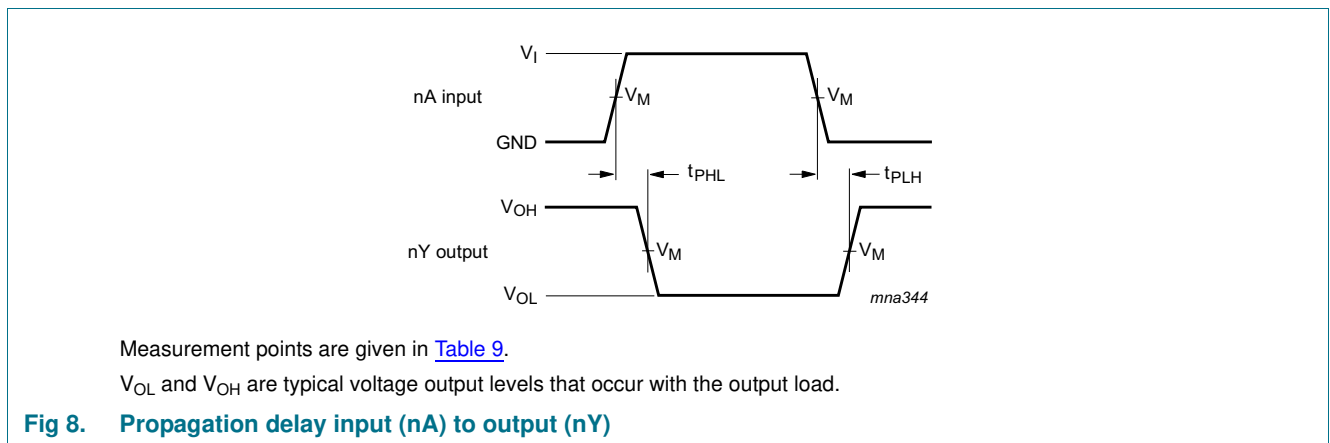 VI
nA input
VM
VM
GND
tPHL
tPLH
VOH
nY output
VM
VM
VOL
mna344
Measurement points are given in Table 9.
VOL and VOH are typical voltage output levels that occur with the output load.
Fig 8. Propagation delay input (nA) to output (nY)